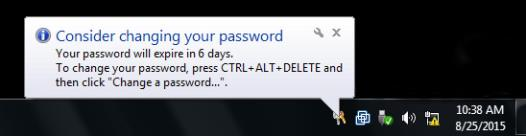 Consider changing your password
Your password will expire in 6 days.
To change your password, press CTRL+ALT+DELETE and
then click "Change a password...".
10:38 AM
8/25/2015